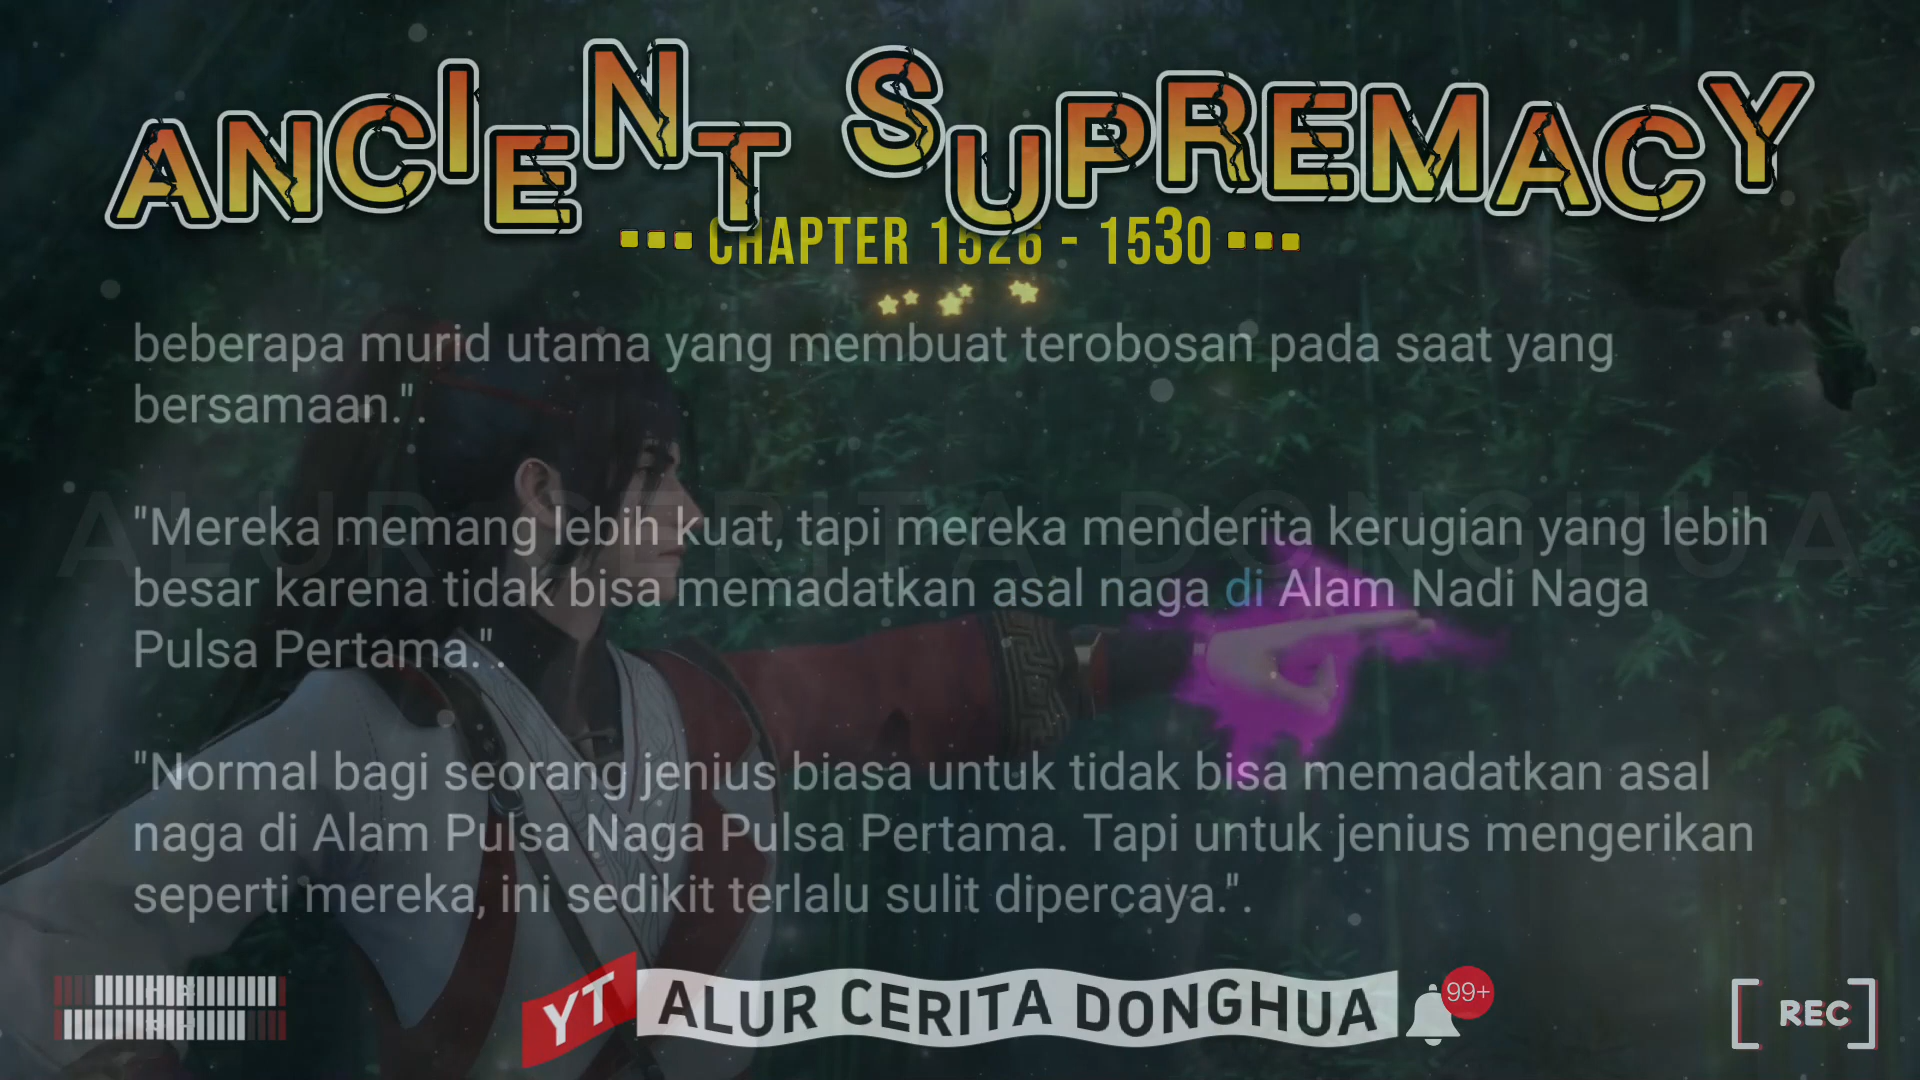 ANCIENT SUPREMACY
CHAPTER 1526 - 1530
beberapa murid utama yang membuat terobosan pada saat yang
bersamaan.".
"Mereka memang lebih kuat, tapi mereka menderita kerugian yang lebih
besar karena tidak bisa memadatkan asal naga di Alam Nadi Naga
Pulsa Pertama.".
"Normal bagi seorang jenius biasa untuk tidak bisa memadatkan asal
naga di Alam Pulsa Naga Pulsa Pertama. Tapi untuk jenius mengerikan
seperti mereka, ini sedikit terlalu sulit dipercaya.".
ALUR CERITA DONGHUA
YT ALUR CERITA DONGHUA 99+
REC